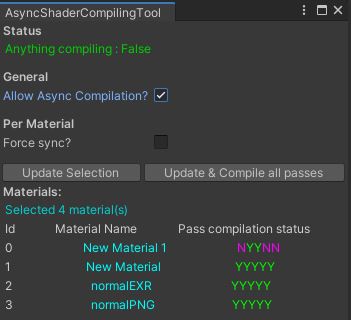 AsyncShaderCompilingTool
Status
Anything compiling : False
General
Allow Async Compilation?
Per Material
Force sync?
Update Selection Update & Compile all passes
Materials:
Selected 4 material(s)
Id Material Name Pass compilation status
0 New Material 1 NYYNN
1 New Material YYYYY
2 normalEXR YYYYY
3 normalPNG YYYYY